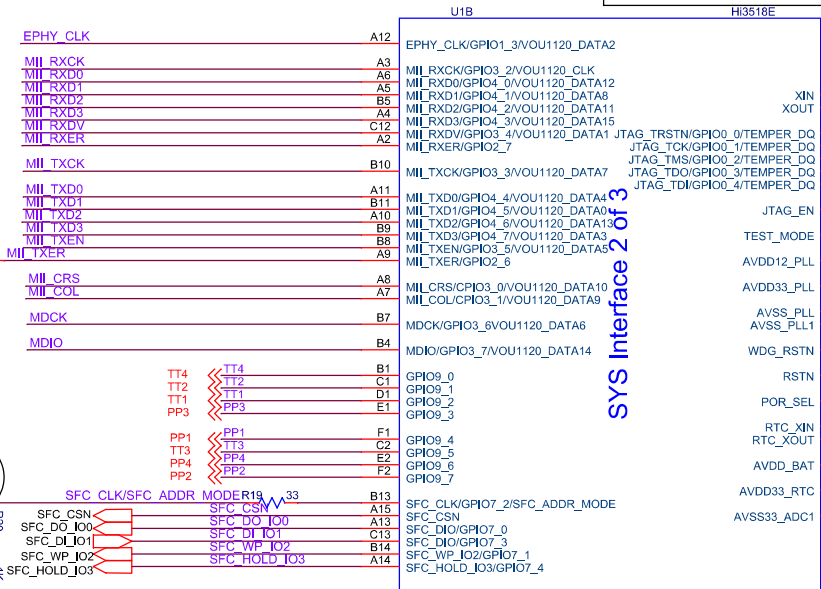 U1B
Hi3518E
EPHY_CLK
A12
EPHY_CLK/GPIO1_3/VOU1120_DATA2
MII_RXCK
A3
MII_RXCK/GPIO3_2/VOU1120_CLK
MII_RXD0
A6
MII_RXD0/GPIO4_0/VOU1120_DATA12
MII_RXD1
A5
MII_RXD1/GPIO4_1/VOU1120_DATA8
XIN
MII_RXD2
B5
MII_RXD2/GPIO4_2/VOU1120_DATA11
XOUT
MII_RXD3
A4
MII_RXD3/GPIO4_3/VOU1120_DATA15
MII_RXDV
C12
MII_RXDV/GPIO3_4/VOU1120_DATA1
JTAG_TRSTN/GPIO0_0/TEMPER_DQ
MII_RXER
A2
MII_RXER/GPIO2_7
JTAG_TCK/GPIO0_1/TEMPER_DQ
JTAG_TMS/GPIO0_2/TEMPER_DQ
MII_TXCK
B10
MII_TXCK/GPIO3_3/VOU1120_DATA7
JTAG_TDO/GPIO0_3/TEMPER_DQ
JTAG_TDI/GPIO0_4/TEMPER_DQ
MII_TXD0
A11
MII_TXD0/GPIO4_4/VOU1120_DATA4
MII_TXD1
B11
MII_TXD1/GPIO4_5/VOU1120_DATA0
JTAG_EN
MII_TXD2
A10
MII_TXD2/GPIO4_6/VOU1120_DATA13
MII_TXD3
B9
MII_TXD3/GPIO4_7/VOU1120_DATA3
TEST_MODE
MII_TXEN
B8
MII_TXEN/GPIO3_5/VOU1120_DATA5
MII_TXER
A9
MII_TXER/GPIO2_6
AVDD12_PLL
MII_CRS
A8
MII_CRS/CPIO3_0/VOU1120_DATA10
AVDD33_PLL
MII_COL
A7
MII_COL/CPIO3_1/VOU1120_DATA9
AVSS_PLL
MDCK
B7
MDCK/GPIO3_6VOU1120_DATA6
AVSS_PLL1
MDIO
B4
MDIO/GPIO3_7/VOU1120_DATA14
WDG_RSTN
SYS Interface 2 of 3
TT4
TT4
B1
GPIO9_0
RSTN
TT2
TT2
C1
GPIO9_1
TT1
TT1
D1
GPIO9_2
POR_SEL
PP3
PP3
E1
GPIO9_3
RTC_XIN
PP1
PP1
F1
GPIO9_4
RTC_XOUT
TT3
TT3
C2
GPIO9_5
PP4
PP4
E2
GPIO9_6
AVDD_BAT
PP2
PP2
F2
GPIO9_7
AVDD33_RTC
SFC_CLK/SFC_ADDR_MODE
R19
33
B13
SFC_CLK/GPIO7_2/SFC_ADDR_MODE
SFC_CSN
SFC_CSN
A15
SFC_CSN
AVSS33_ADC1
SFC_DO_IO0
SFC_DO_IO0
A13
SFC_DIO/GPIO7_0
SFC_DI_IO1
SFC_DI_IO1
C13
SFC_DIO/GPIO7_3
SFC_WP_IO2
SFC_WP_IO2
B14
SFC_WP_IO2/GPIO7_1
SFC_HOLD_IO3
SFC_HOLD_IO3
A14
SFC_HOLD_IO3/GPIO7_4